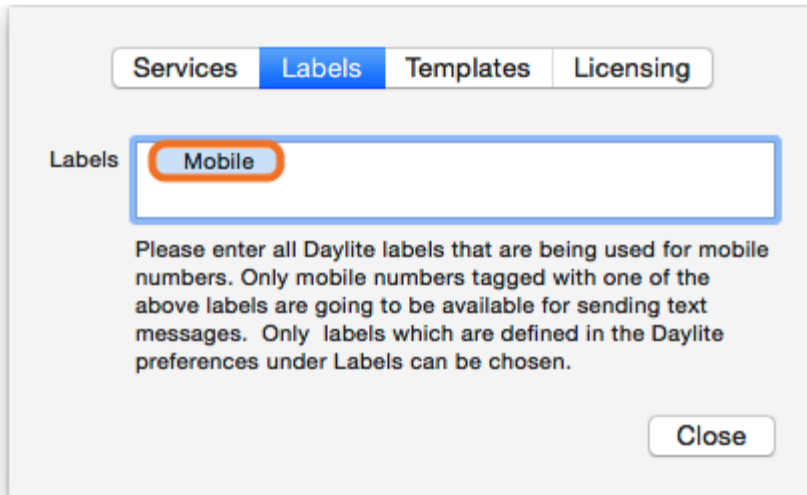 Services Labels Templates Licensing
Labels Mobile
Please enter all Daylite labels that are being used for mobile
numbers. Only mobile numbers tagged with one of the
above labels are going to be available for sending text
messages.  Only  labels which are defined in the Daylite
preferences under Labels can be chosen.
Close